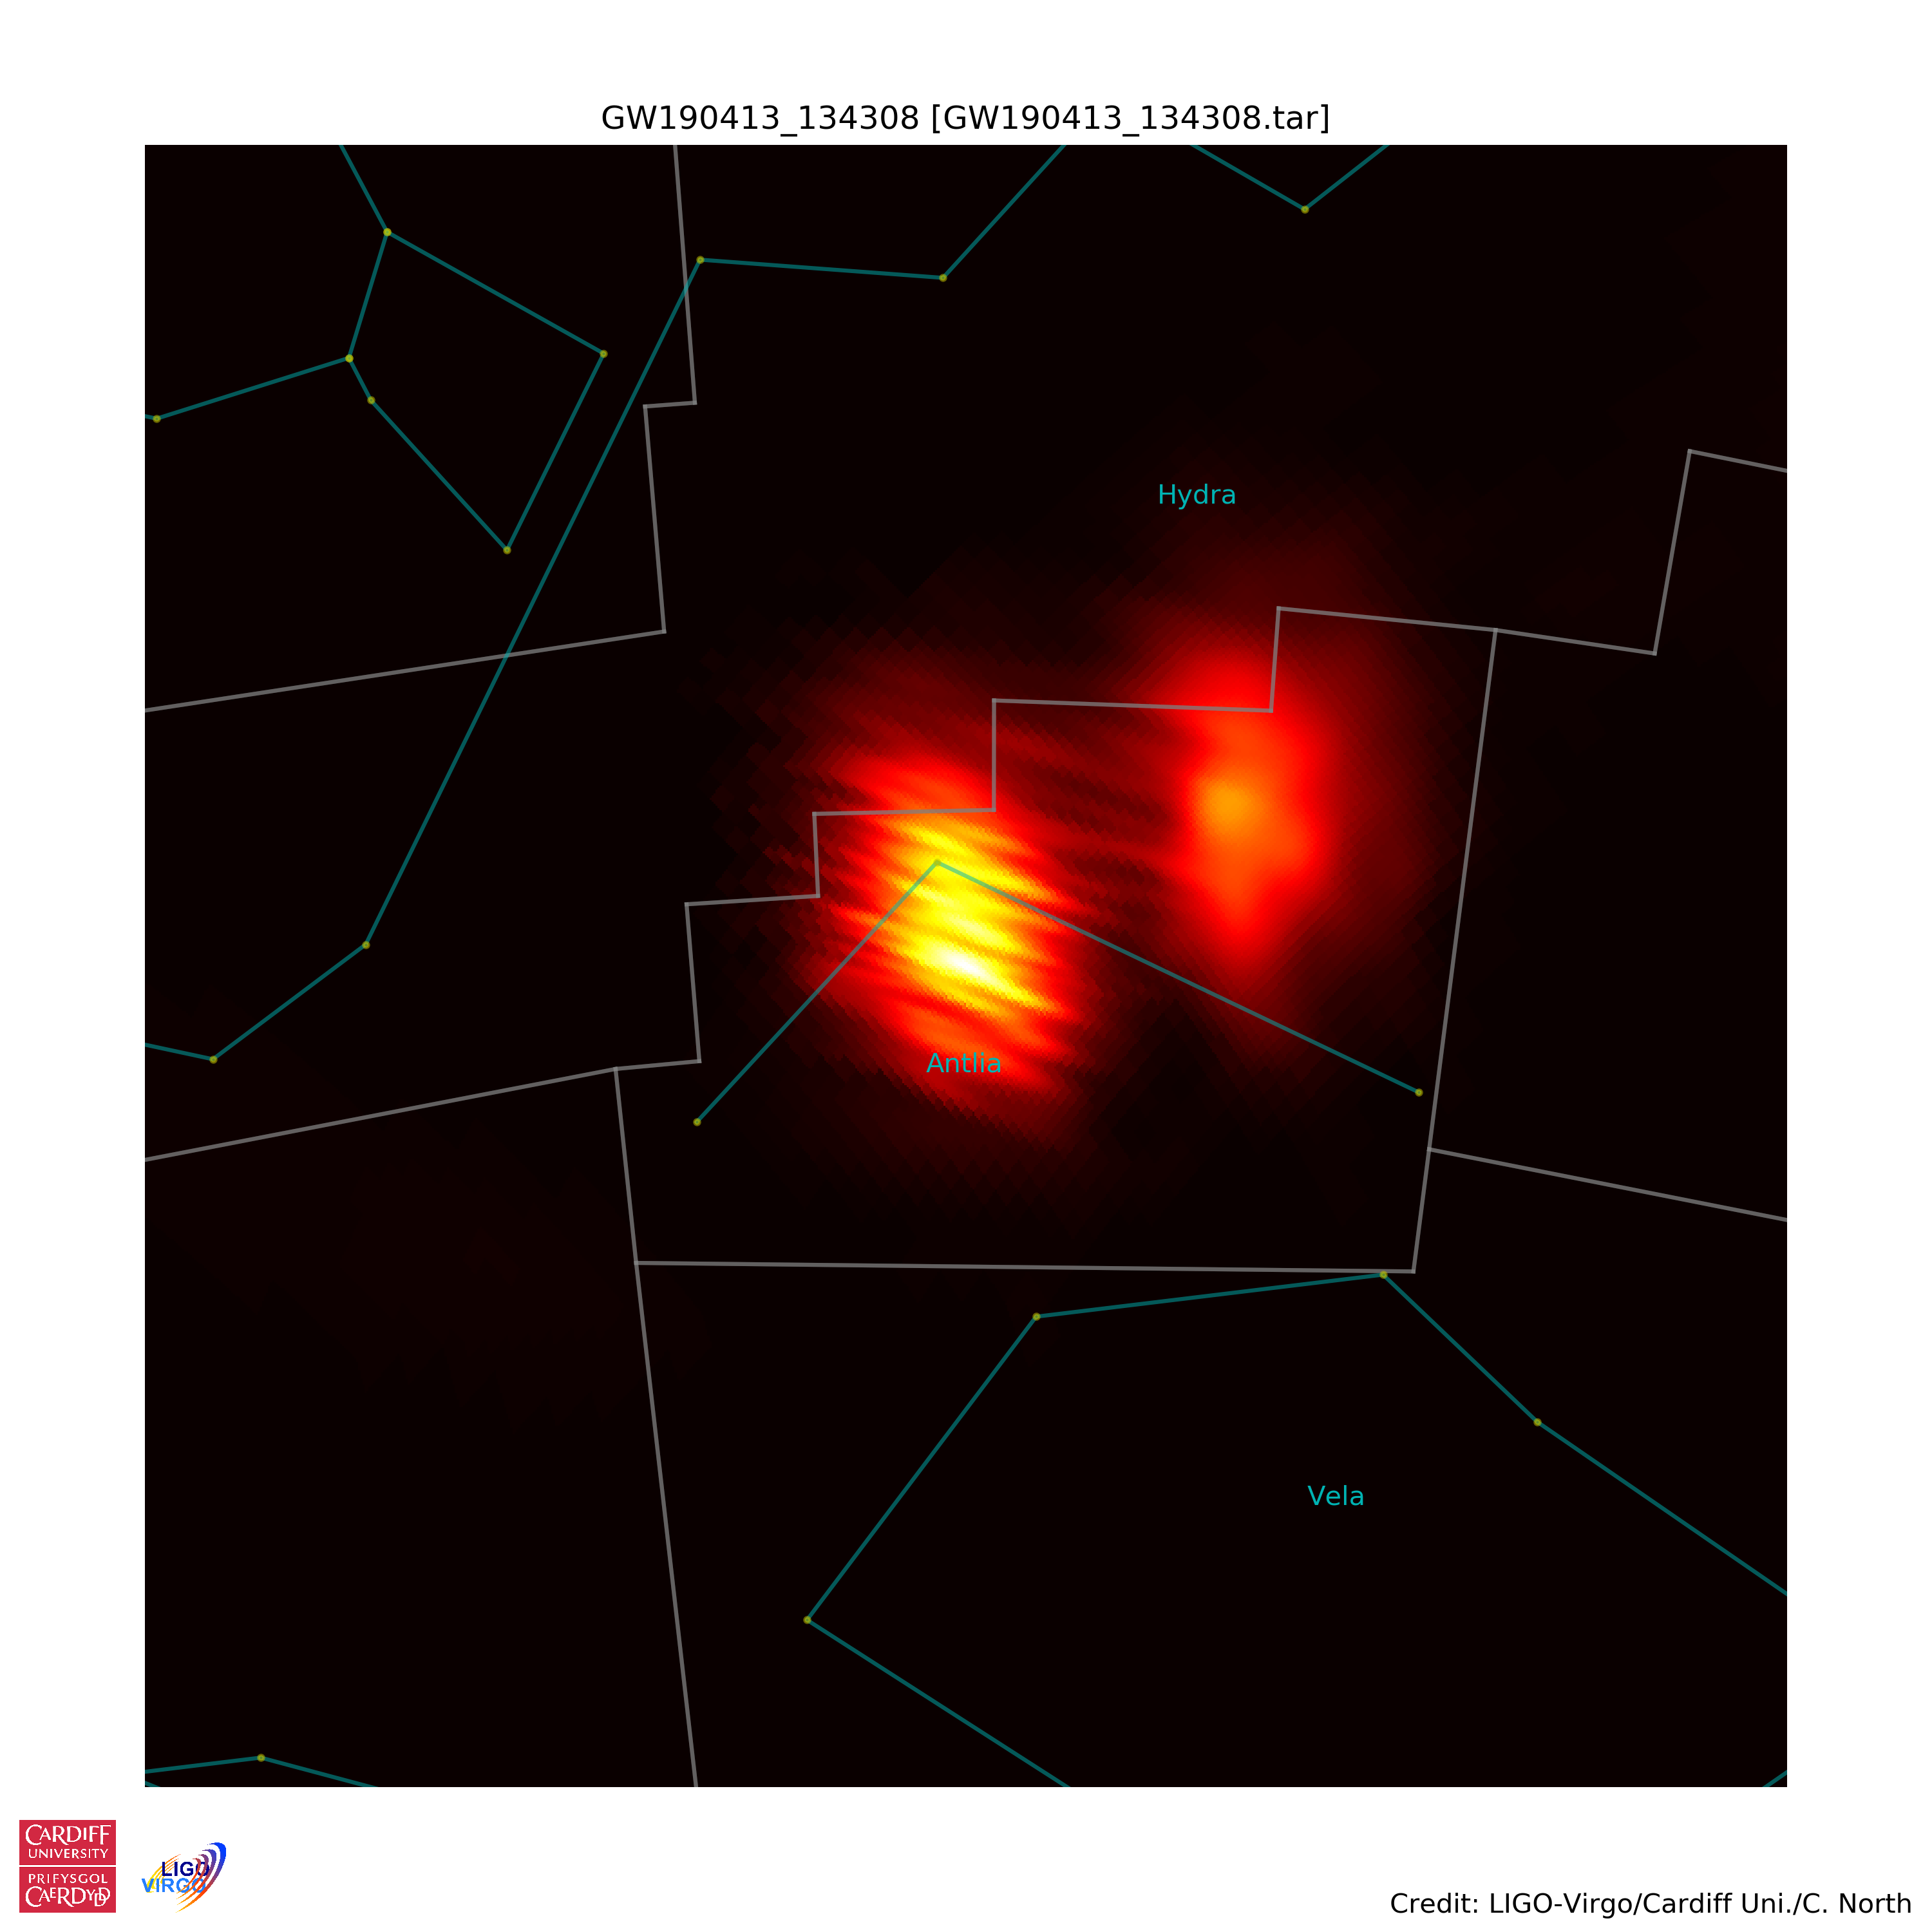 GW190413_134308 [GW190413_134308.tar]
Hydra
Antlia
Vela
CARDIFF
UNIVERSITY
PRIFYSGOL
CAERDYDD
LIGO
VIRGO
Credit: LIGO-Virgo/Cardiff Uni./C. North